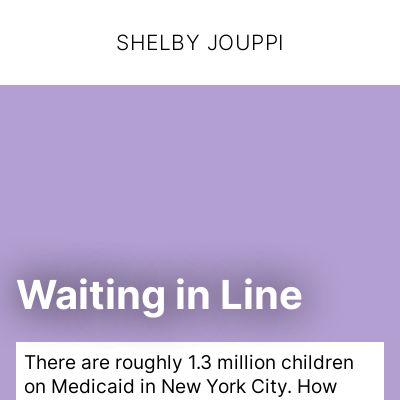 SHELBY JOUPPI
Waiting in Line
There are roughly 1.3 million children
on Medicaid in New York City. How